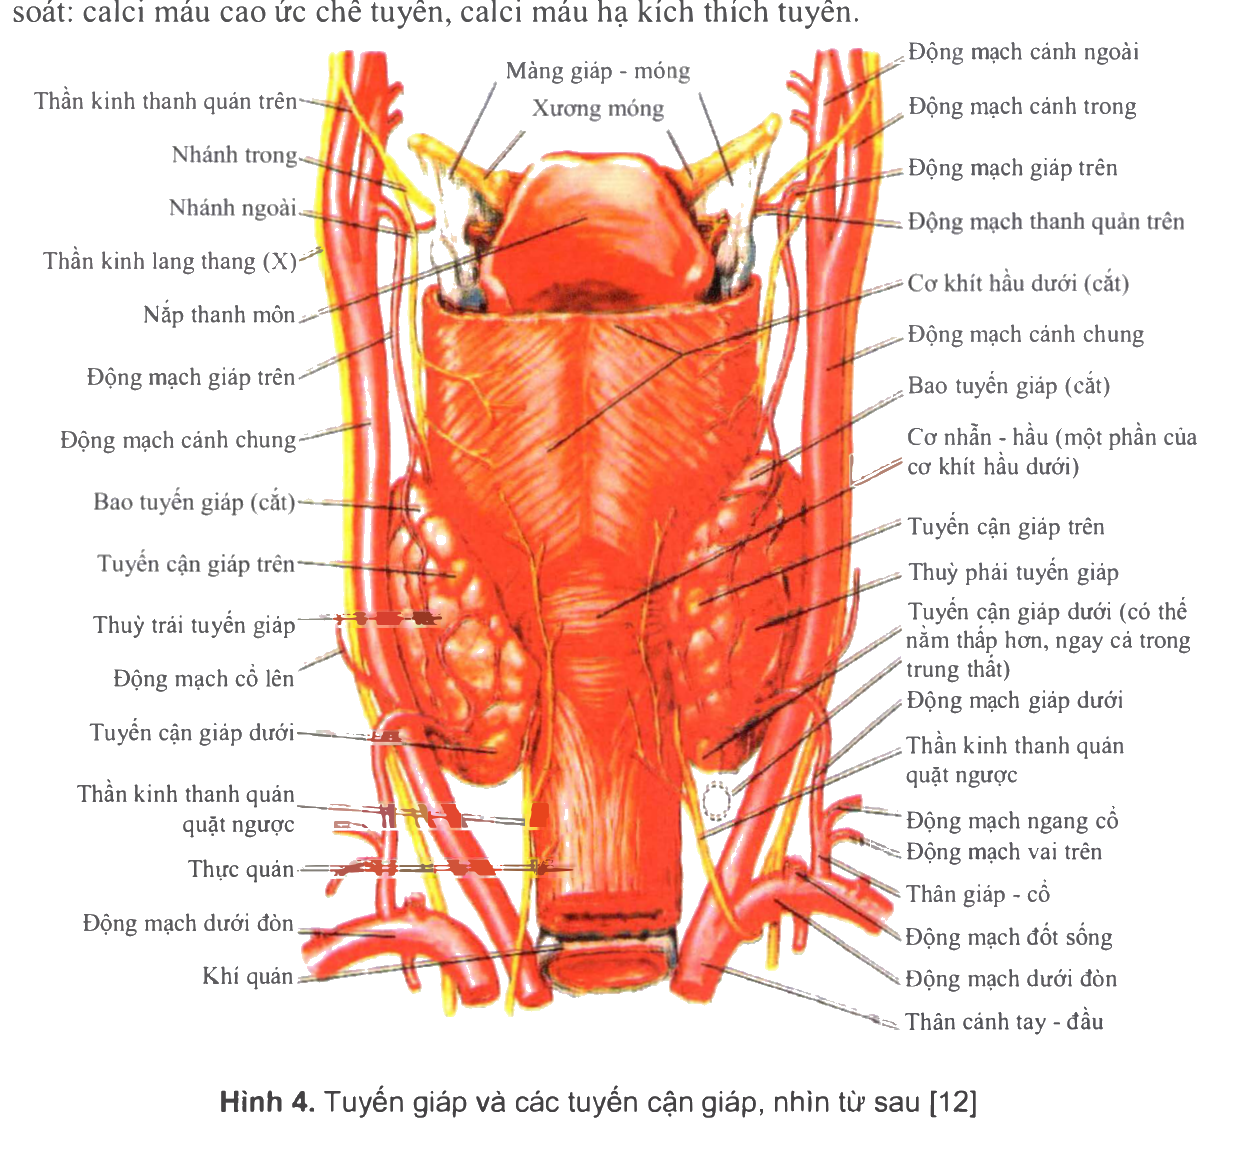 soát: calci máu cao ức chế tuyến, calci máu hạ kích thích tuyến.
Màng giáp - móng
Xương móng
Thần kinh thanh quản trên
Nhánh trong
Nhánh ngoài
Thần kinh lang thang (X)
Nắp thanh môn
Động mạch giáp trên
Động mạch cảnh chung
Bao tuyến giáp (cắt)
Tuyến cận giáp trên
Thuỳ trái tuyến giáp
Động mạch cổ lên
Tuyến cận giáp dưới
Thần kinh thanh quản
quặt ngược
Thực quản
Động mạch dưới đòn
Khí quản
Động mạch cảnh ngoài
Động mạch cảnh trong
Động mạch giáp trên
Động mạch thanh quản trên
Cơ khít hầu dưới (cắt)
Động mạch cảnh chung
Bao tuyến giáp (cắt)
Cơ nhẫn - hầu (một phần của
cơ khít hầu dưới)
Tuyến cận giáp trên
Thuỳ phải tuyến giáp
Tuyến cận giáp dưới (có thể
nằm thấp hơn, ngay cả trong
trung thất)
Động mạch giáp dưới
Thần kinh thanh quản
quặt ngược
Động mạch ngang cổ
Động mạch vai trên
Thân giáp - cổ
Động mạch đốt sống
Động mạch dưới đòn
Thân cánh tay - đầu
Hình 4. Tuyến giáp và các tuyến cận giáp, nhìn từ sau [12]